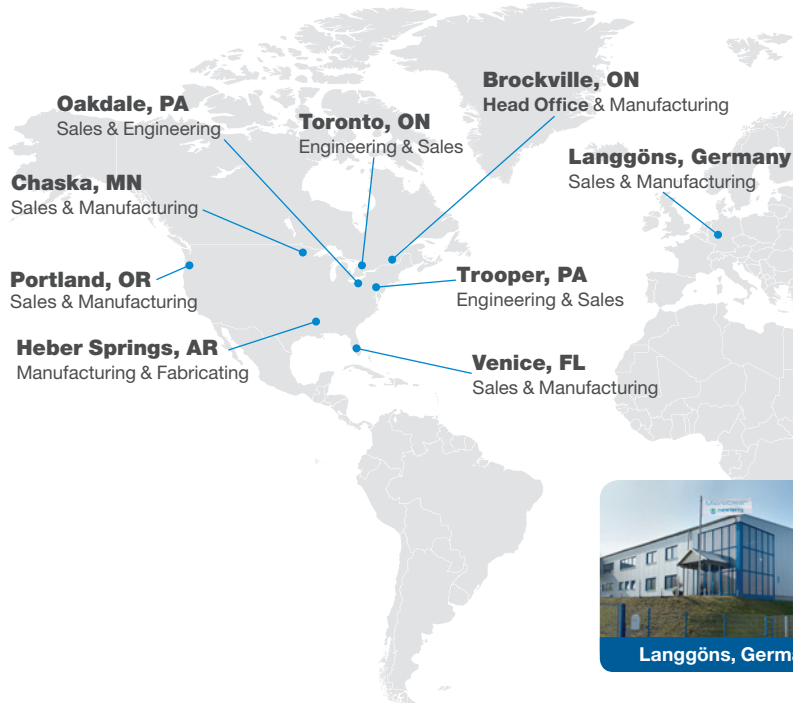 Brockville, ON
Head Office & Manufacturing
Oakdale, PA
Sales & Engineering
Toronto, ON
Engineering & Sales
Langgöns, Germany
Sales & Manufacturing
Chaska, MN
Sales & Manufacturing
Portland, OR
Sales & Manufacturing
Trooper, PA
Engineering & Sales
Heber Springs, AR
Manufacturing & Fabricating
Venice, FL
Sales & Manufacturing
newterra
Langgöns, Germa